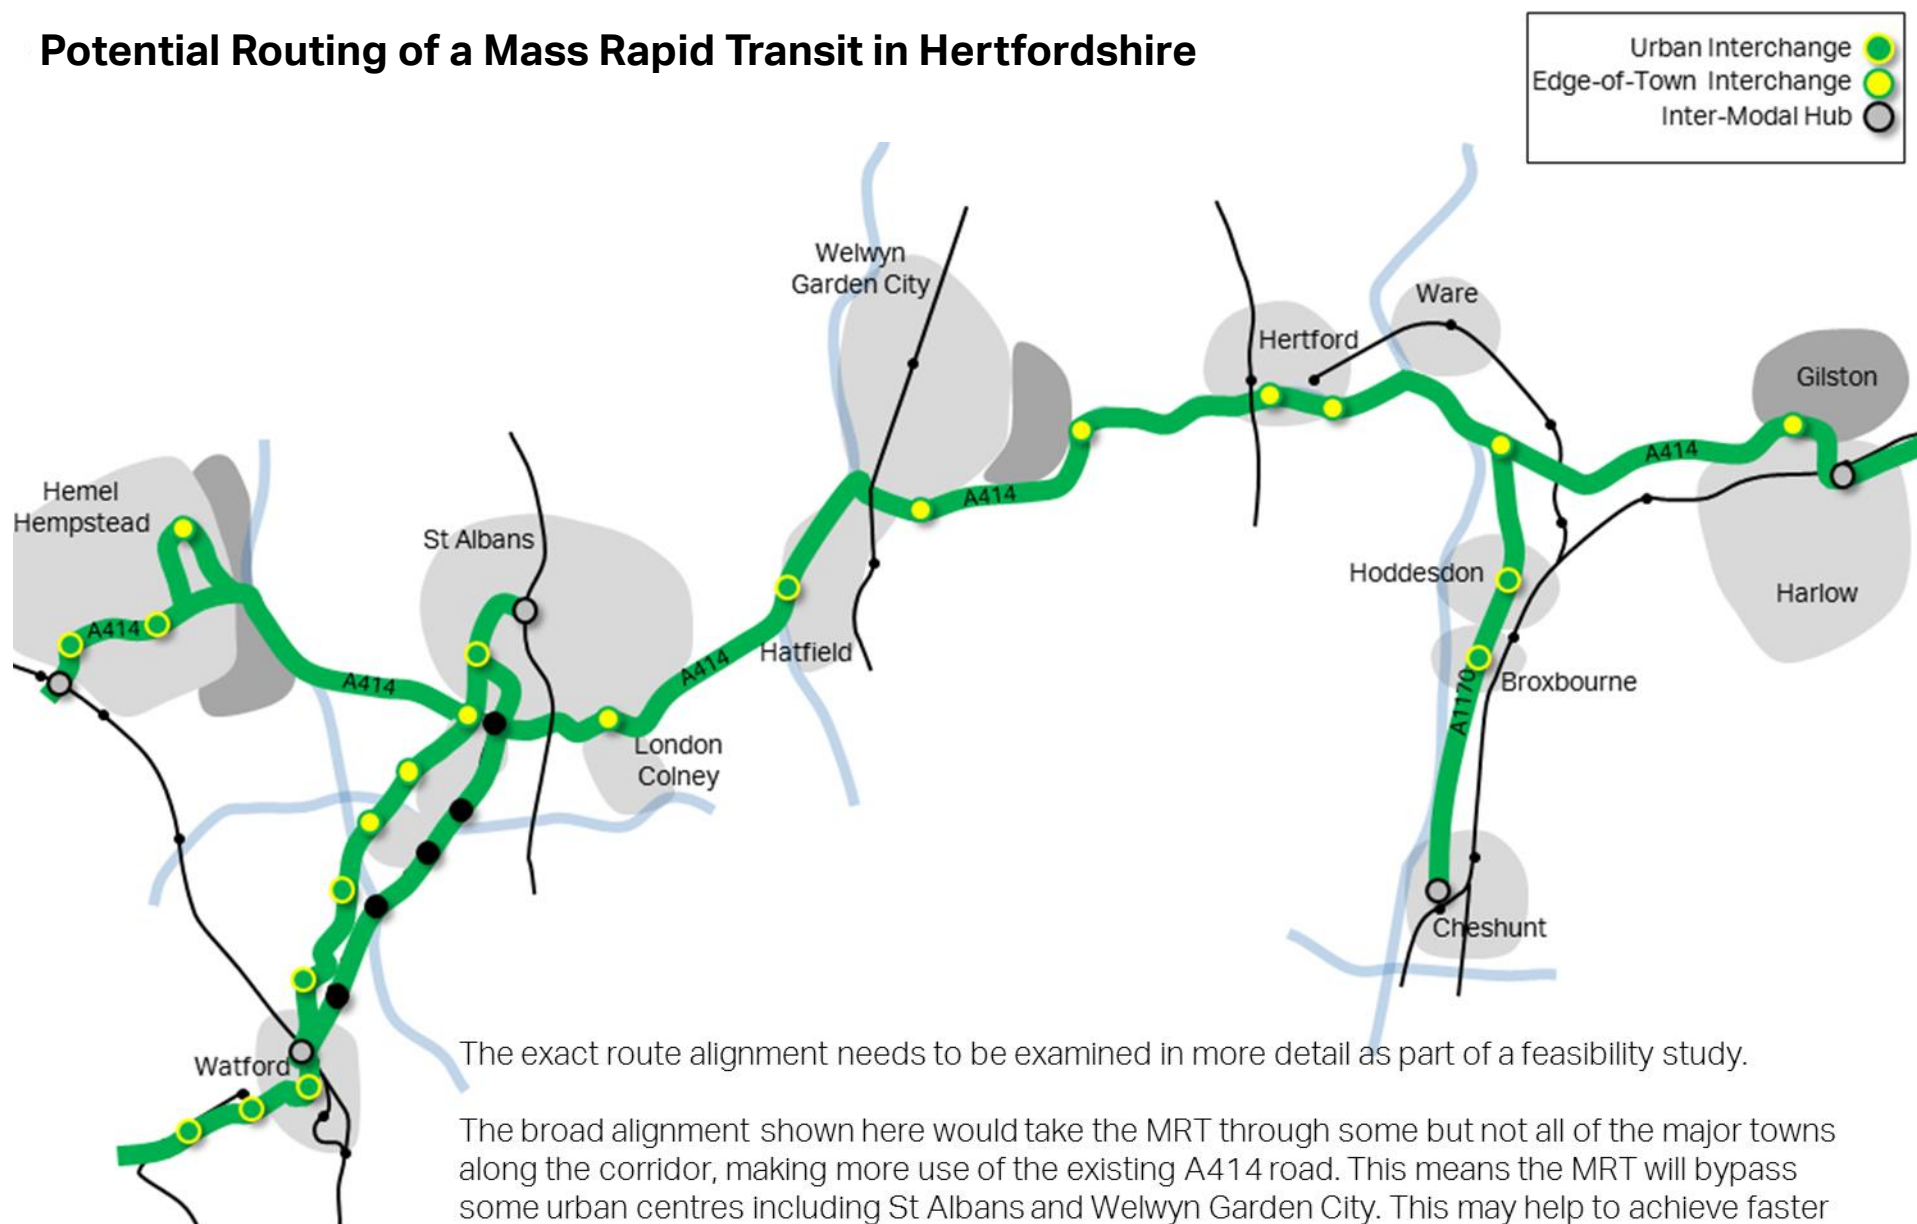 Potential Routing of a Mass Rapid Transit in Hertfordshire
Urban Interchange
Edge-of-Town Interchange
Inter-Modal Hub
Welwyn
Garden City
Ware
Hertford
Gilston
A414
A414
Hemel
Hempstead
St Albans
Hoddesdon
Harlow
A414
A414
A414
Hatfield
Broxbourne
A1170
London
Colney
Cheshunt
Watford
The exact route alignment needs to be examined in more detail as part of a feasibility study.
The broad alignment shown here would take the MRT through some but not all of the major towns
along the corridor, making more use of the existing A414 road. This means the MRT will bypass
some urban centres including St Albans and Welwyn Garden City. This may help to achieve faster